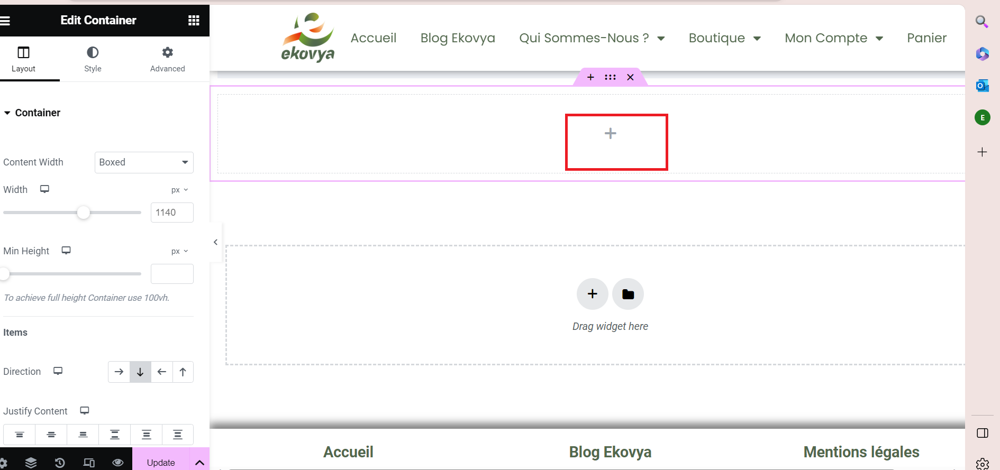 Edit Container
Layout
Style
Advanced
Container
Content Width
Boxed
Width
px
1140
Min Height
px
To achieve full height Container use 100vh.
Items
Direction
Justify Content
Update
ekovya
Accueil
Blog Ekovya
Qui Sommes-Nous ?
Boutique
Mon Compte
Panier
Drag widget here
Accueil
Blog Ekovya
Mentions légales
E